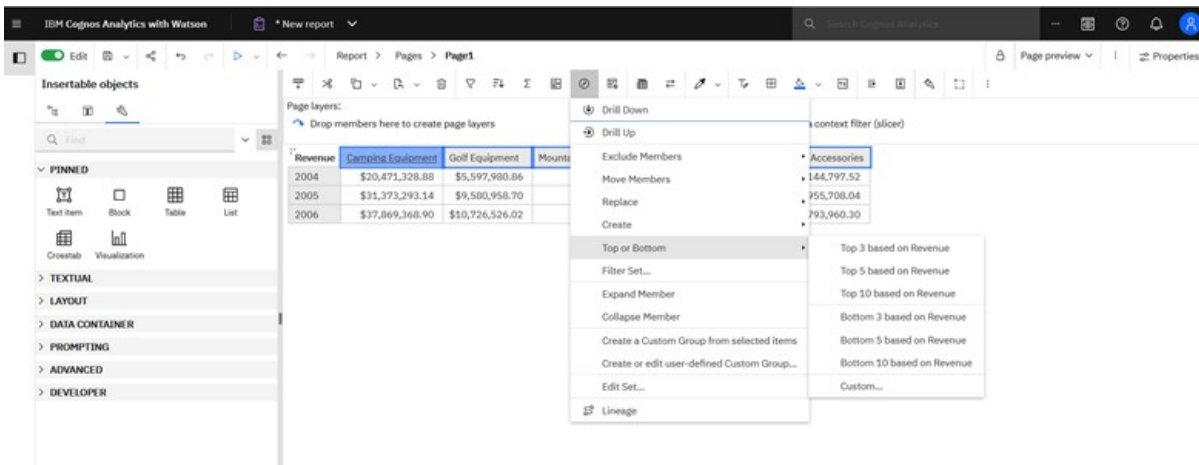 IBM Cognos Analytics with Watson
* New report
Search Cognos Analytics
Edit
Report > Pages > Page1
Page preview
Properties
Insertable objects
Find
PINNED
Text item
Block
Table
List
Crosstab
Visualization
TEXTUAL
LAYOUT
DATA CONTAINER
PROMPTING
ADVANCED
DEVELOPER
Page layers:
Drop members here to create page layers
context filter (slicer)
Revenue Camping Equipment Golf Equipment Mounta Accessories
2004 $20,471,328.88 $5,597,980.86 144,797.52
2005 $31,373,293.14 $9,580,958.70 955,708.04
2006 $37,869,368.90 $10,726,526.02 793,960.30
Drill Down
Drill Up
Exclude Members
Move Members
Replace
Create
Top or Bottom
Filter Set...
Expand Member
Collapse Member
Create a Custom Group from selected items
Create or edit user-defined Custom Group...
Edit Set...
Lineage
Top 3 based on Revenue
Top 5 based on Revenue
Top 10 based on Revenue
Bottom 3 based on Revenue
Bottom 5 based on Revenue
Bottom 10 based on Revenue
Custom...